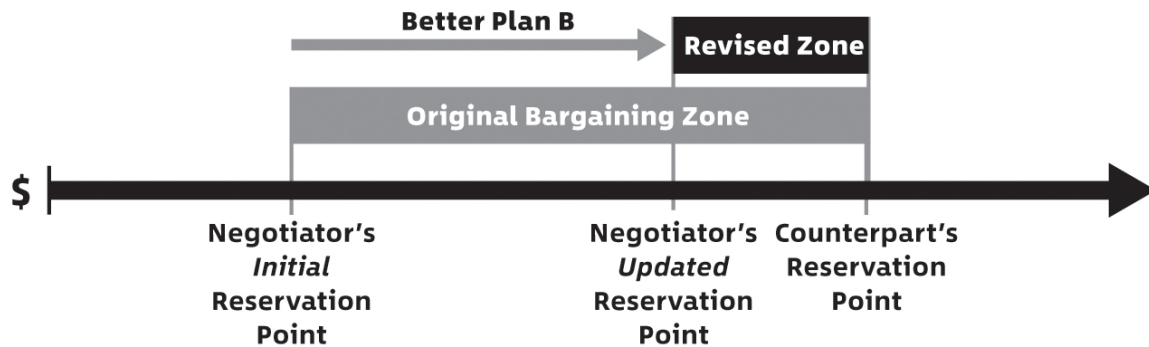 Better Plan B
Revised Zone
Original Bargaining Zone
$
Negotiator’s
Initial
Reservation
Point
Negotiator’s
Updated
Reservation
Point
Counterpart’s
Reservation
Point